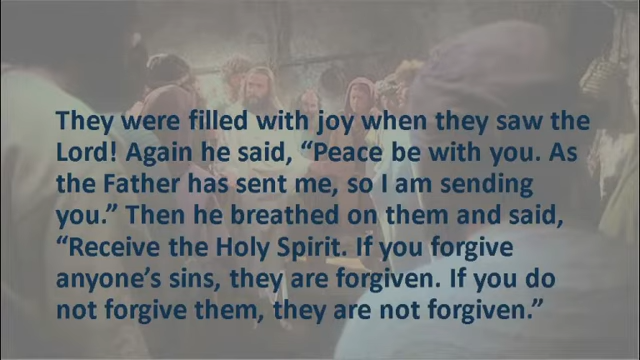 They were filled with joy when they saw the
Lord! Again he said, “Peace be with you. As
the Father has sent me, so I am sending
you.” Then he breathed on them and said,
“Receive the Holy Spirit. If you forgive
anyone’s sins, they are forgiven. If you do
not forgive them, they are not forgiven.”